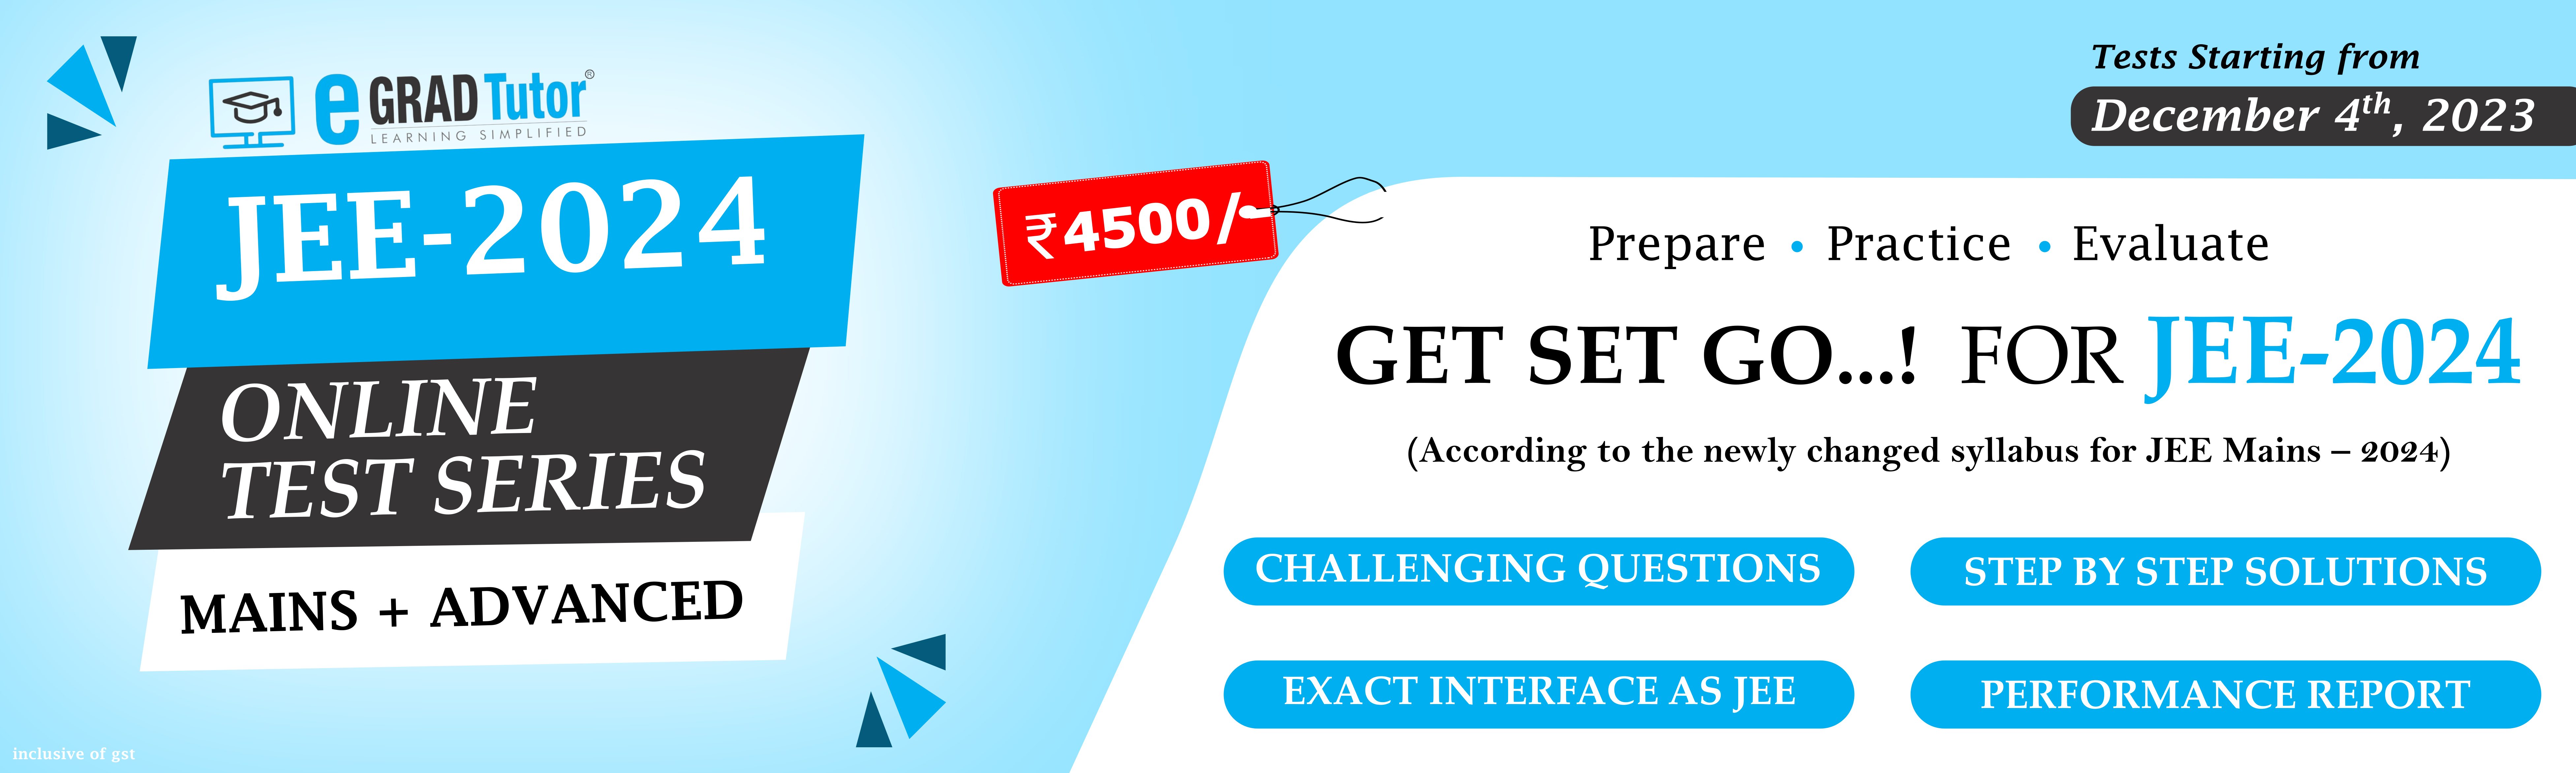 e GRAD Tutor®
LEARNING SIMPLIFIED
JEE-2024
ONLINE
TEST SERIES
MAINS + ADVANCED
inclusive of gst
₹4500/-
Tests Starting from
December 4th, 2023
Prepare • Practice • Evaluate
GET SET GO...! FOR JEE-2024
(According to the newly changed syllabus for JEE Mains – 2024)
CHALLENGING QUESTIONS
STEP BY STEP SOLUTIONS
EXACT INTERFACE AS JEE
PERFORMANCE REPORT